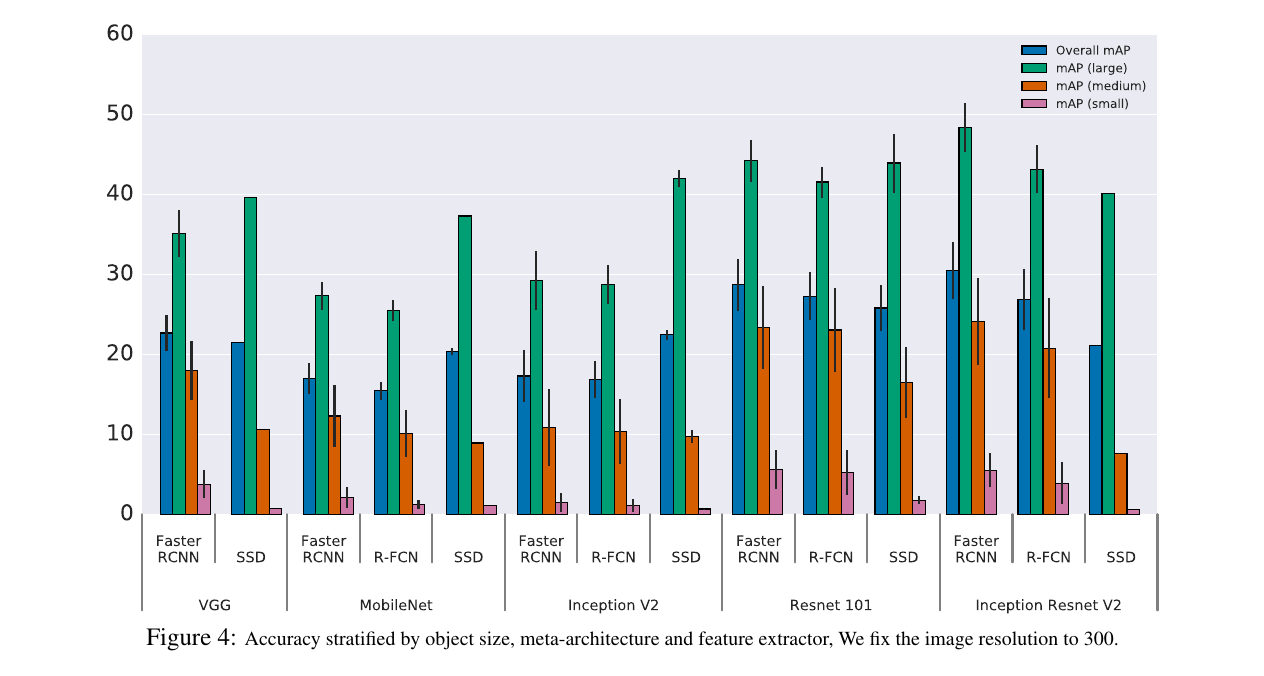 60
50
40
30
20
10
0
Overall mAP
mAP (large)
mAP (medium)
mAP (small)
Faster RCNN
SSD
Faster RCNN
R-FCN
SSD
Faster RCNN
R-FCN
SSD
Faster RCNN
R-FCN
SSD
Faster RCNN
R-FCN
SSD
VGG
MobileNet
Inception V2
Resnet 101
Inception Resnet V2
Figure 4: Accuracy stratified by object size, meta-architecture and feature extractor, We fix the image resolution to 300.